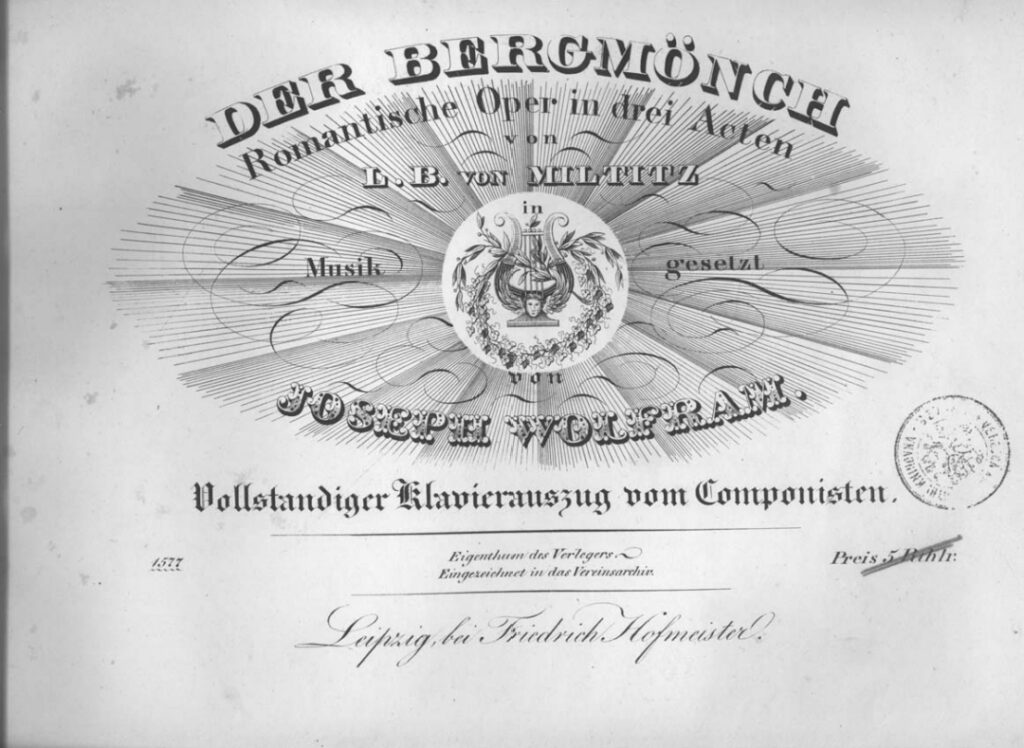 DER BERGMÖNCH
Romantische Oper in drei Acten
von
L. B. von MILTITZ
in
Musik gesetzt
von
JOSEPH WOLFRAM.
Vollstandiger Klavierauszug vom Componisten.
1577
Eigenthum des Verlegers.
Eingezeichnet in das Vereinsarchiv.
Preis 5 Rthlr.
Leipzig, bei Friedrich Hofmeister.